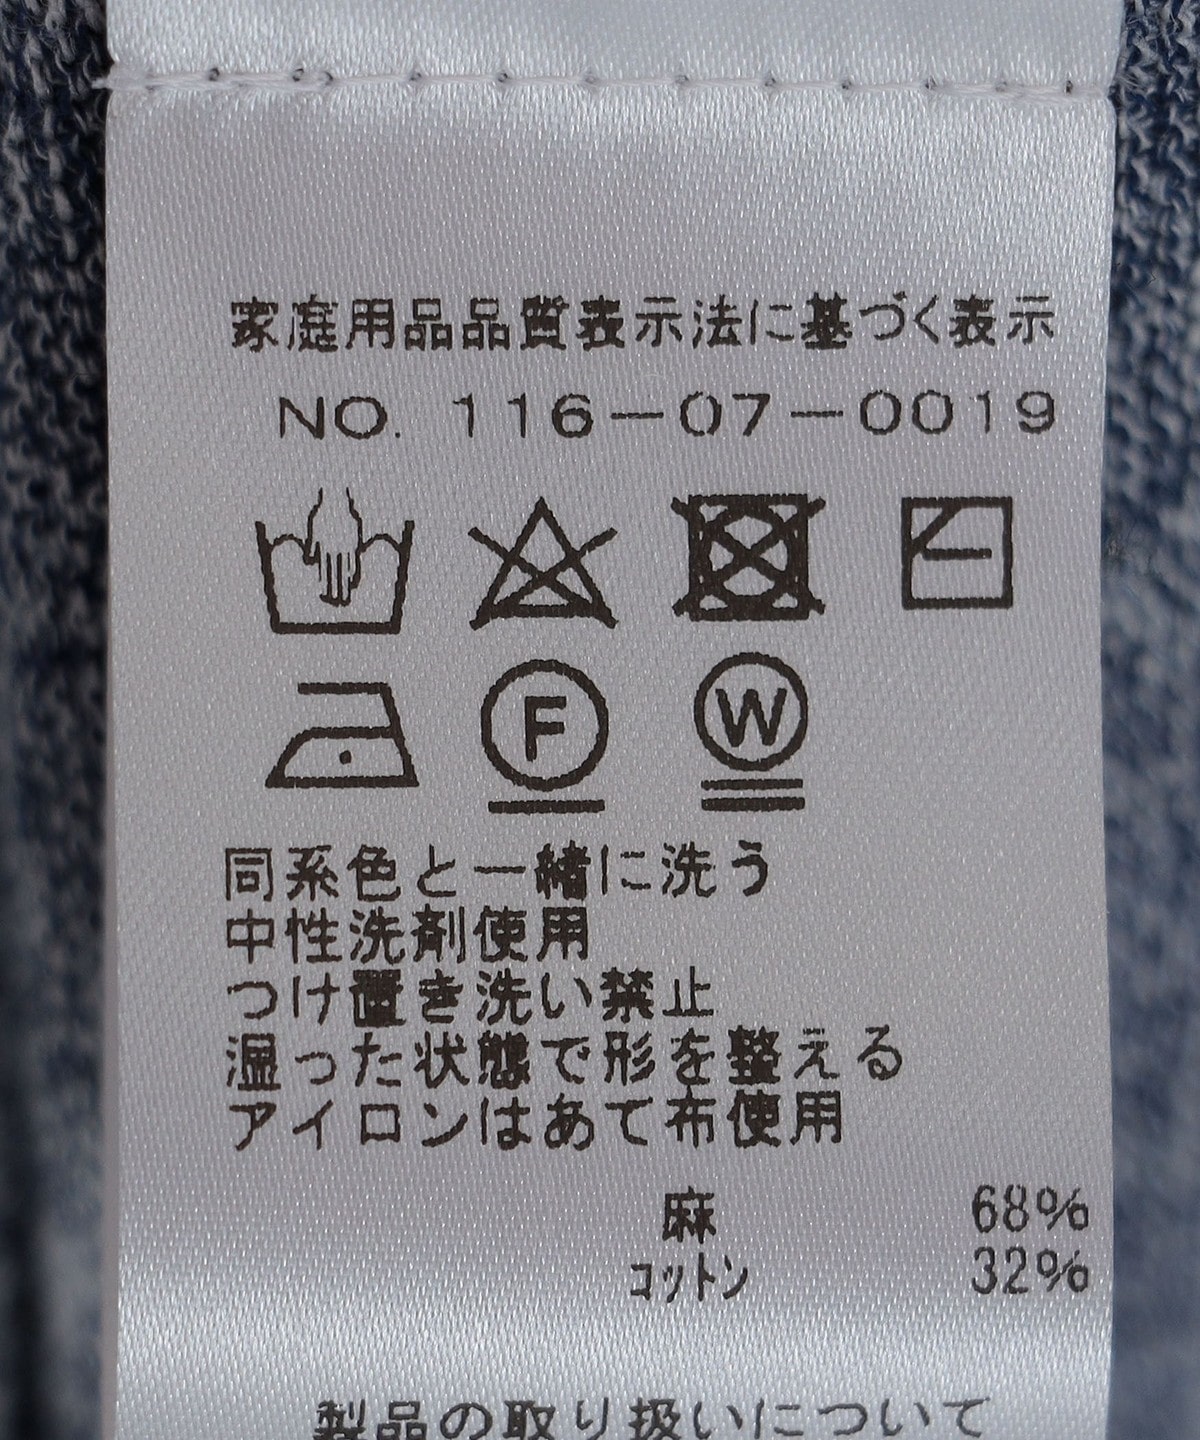 家庭用品品質表示法に基づく表示
NO. 116-07-0019
F
W
同系色と一緒に洗う
中性洗剤使用
つけ置き洗い禁止
湿った状態で形を整える
アイロンはあて布使用
麻 68%
コットン 32%
製品の取り扱いについて